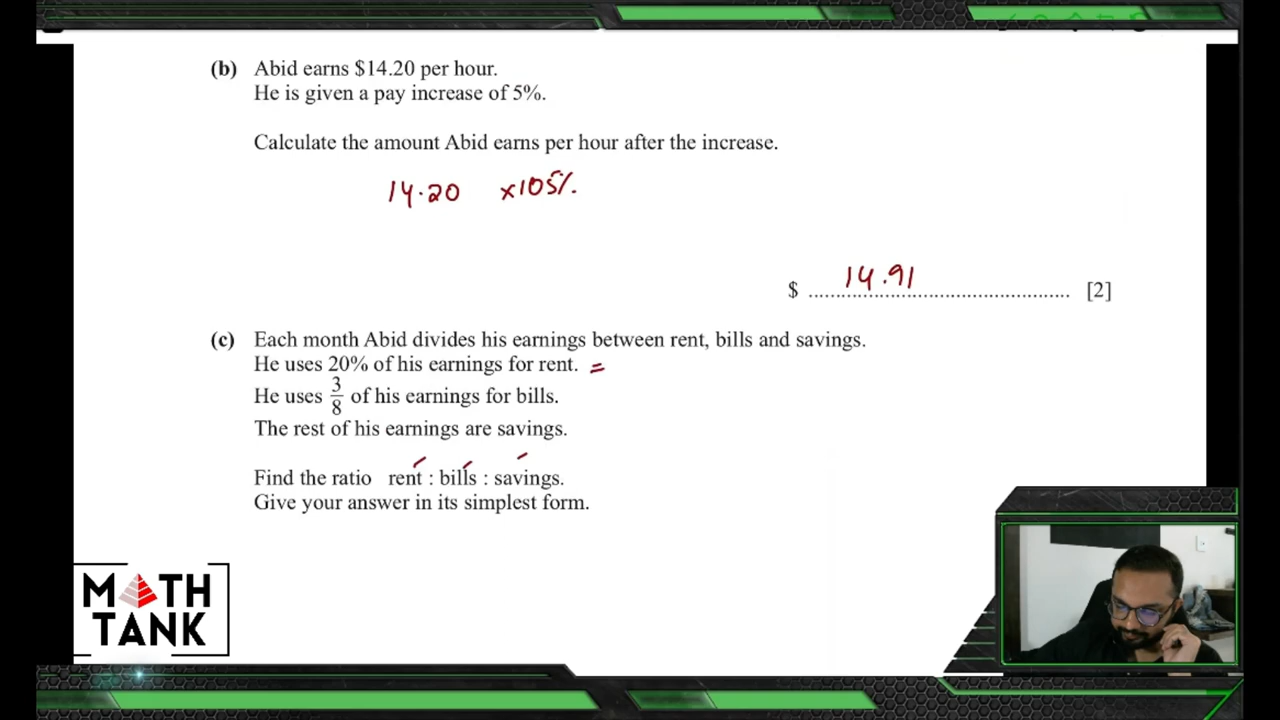 (b) Abid earns $14.20 per hour.
He is given a pay increase of 5%.
Calculate the amount Abid earns per hour after the increase.
14.20 ×105%
$ 14.91 [2]
(c) Each month Abid divides his earnings between rent, bills and savings.
He uses 20% of his earnings for rent. =
He uses 3/8 of his earnings for bills.
The rest of his earnings are savings.
Find the ratio rent : bills : savings.
Give your answer in its simplest form.
MATH
TANK